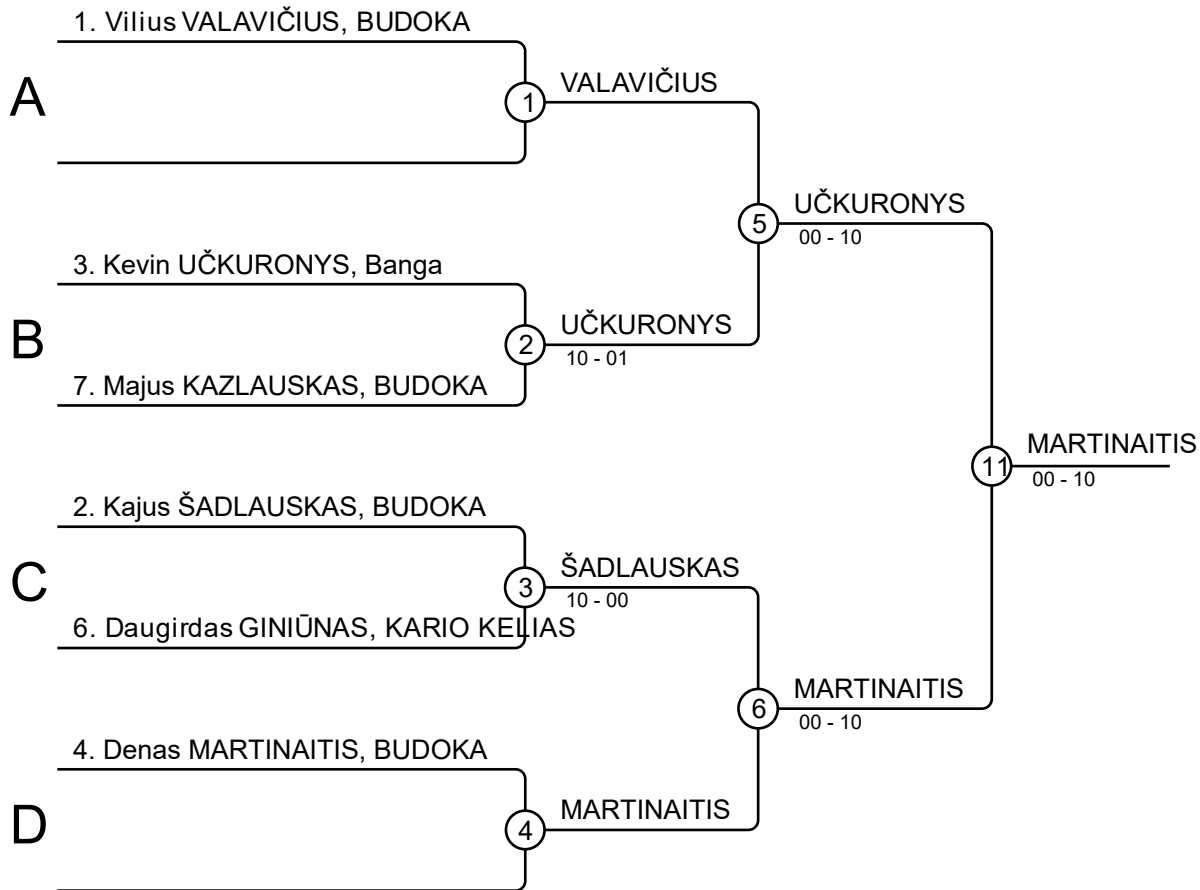 1. Vilius VALAVIČIUS, BUDOKA
A
1
VALAVIČIUS
5
UČKURONYS
00 - 10
3. Kevin UČKURONYS, Banga
B
2
UČKURONYS
10 - 01
7. Majus KAZLAUSKAS, BUDOKA
11
MARTINAITIS
00 - 10
2. Kajus ŠADLAUSKAS, BUDOKA
C
3
ŠADLAUSKAS
10 - 00
6. Daugirdas GINIŪNAS, KARIO KELIAS
6
MARTINAITIS
00 - 10
4. Denas MARTINAITIS, BUDOKA
D
4
MARTINAITIS